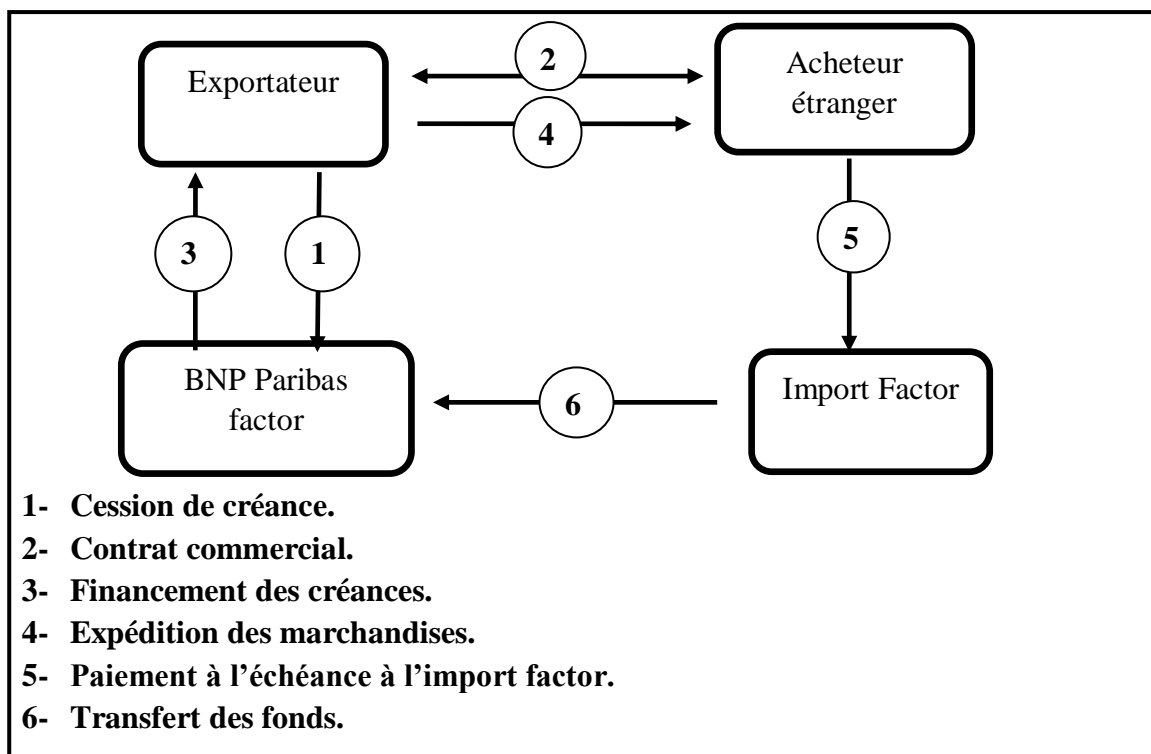 2
Exportateur
Acheteur
étranger
4
3
1
5
BNP Paribas
factor
6
Import Factor
1- Cession de créance.
2- Contrat commercial.
3- Financement des créances.
4- Expédition des marchandises.
5- Paiement à l’échéance à l’import factor.
6- Transfert des fonds.